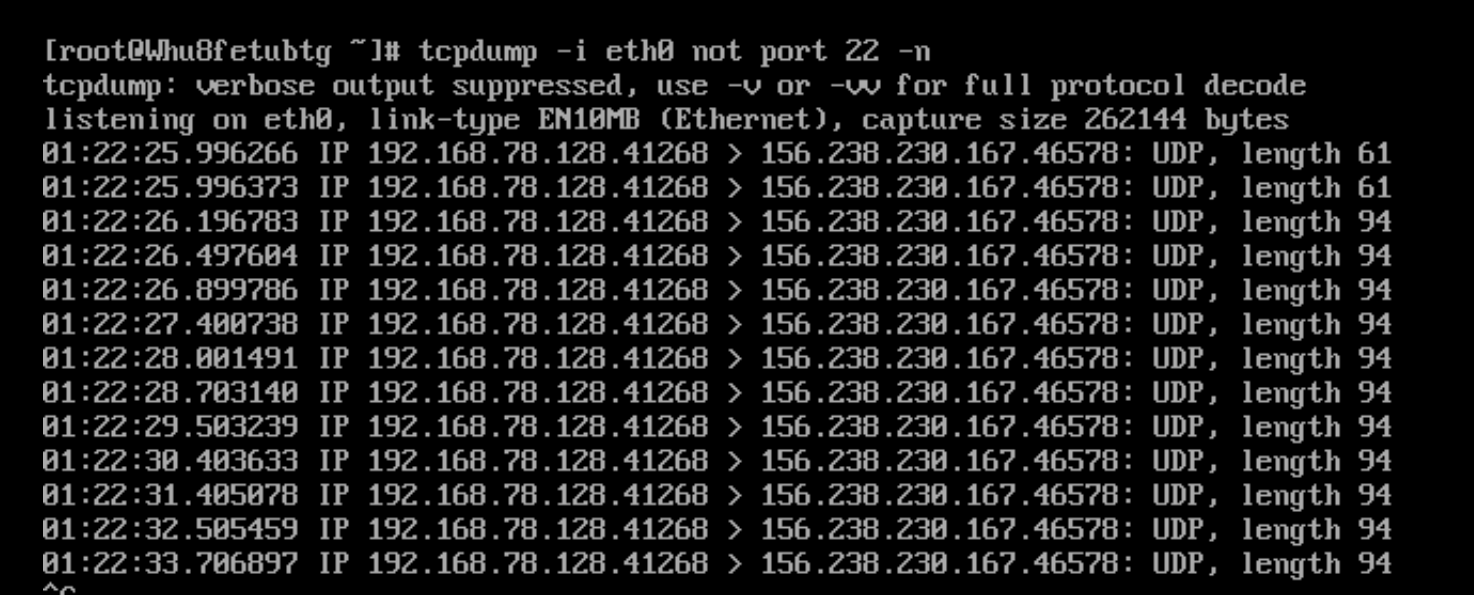 [root@Whu8fetubtg ~]# tcpdump -i eth0 not port 22 -n
tcpdump: verbose output suppressed, use -v or -vv for full protocol decode
listening on eth0, link-type EN10MB (Ethernet), capture size 262144 bytes
01:22:25.996266 IP 192.168.78.128.41268 > 156.238.230.167.46578: UDP, length 61
01:22:25.996373 IP 192.168.78.128.41268 > 156.238.230.167.46578: UDP, length 61
01:22:26.196783 IP 192.168.78.128.41268 > 156.238.230.167.46578: UDP, length 94
01:22:26.497604 IP 192.168.78.128.41268 > 156.238.230.167.46578: UDP, length 94
01:22:26.899786 IP 192.168.78.128.41268 > 156.238.230.167.46578: UDP, length 94
01:22:27.400738 IP 192.168.78.128.41268 > 156.238.230.167.46578: UDP, length 94
01:22:28.001491 IP 192.168.78.128.41268 > 156.238.230.167.46578: UDP, length 94
01:22:28.703140 IP 192.168.78.128.41268 > 156.238.230.167.46578: UDP, length 94
01:22:29.503239 IP 192.168.78.128.41268 > 156.238.230.167.46578: UDP, length 94
01:22:30.403633 IP 192.168.78.128.41268 > 156.238.230.167.46578: UDP, length 94
01:22:31.405078 IP 192.168.78.128.41268 > 156.238.230.167.46578: UDP, length 94
01:22:32.505459 IP 192.168.78.128.41268 > 156.238.230.167.46578: UDP, length 94
01:22:33.706897 IP 192.168.78.128.41268 > 156.238.230.167.46578: UDP, length 94
^C